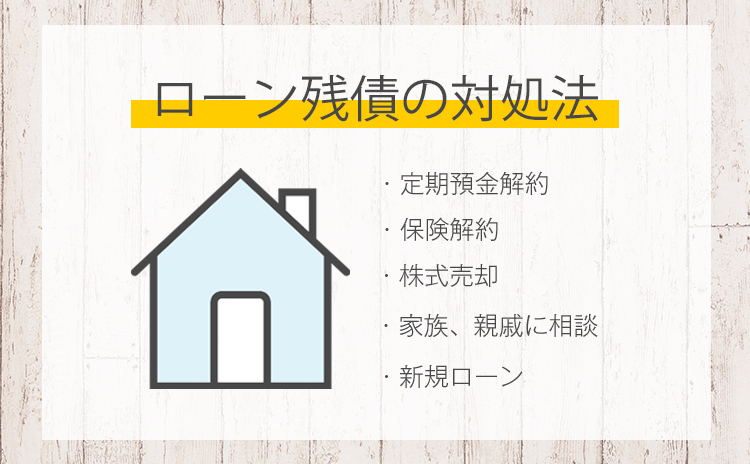 ローン残債の対処法
・定期預金解約
・保険解約
・株式売却
・家族、親戚に相談
・新規ローン